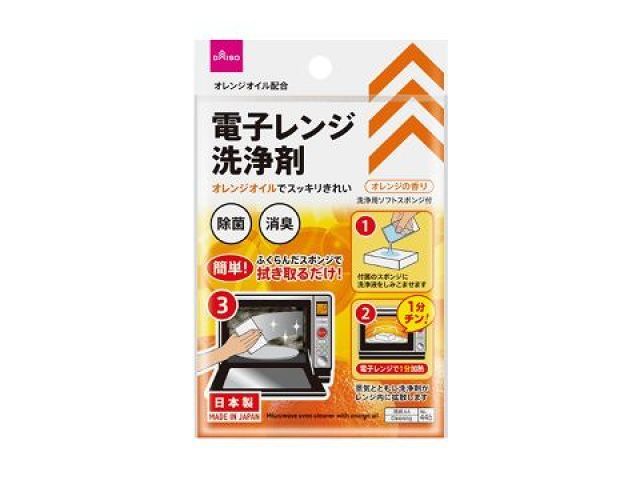 DAISO
オレンジオイル配合
電子レンジ
洗浄剤
オレンジオイルでスッキリきれい
オレンジの香り
洗浄用ソフトスポンジ付
除菌
消臭
簡単!
ふくらんだスポンジで
拭き取るだけ!
1
付属のスポンジに
洗浄液をしみこませます
2
1分
チン!
電子レンジで1分加熱
蒸気とともに洗浄剤が
レンジ内に拡散します
3
日本製
MADE IN JAPAN
Microwave oven cleaner with orange oil
Cleaning
No.
445